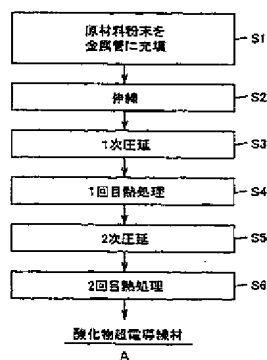 原材料粉末を
金属管に充填
S1
伸線
S2
1次圧延
S3
1回目熱処理
S4
2次圧延
S5
2回目熱処理
S6
酸化物超電導線材
A